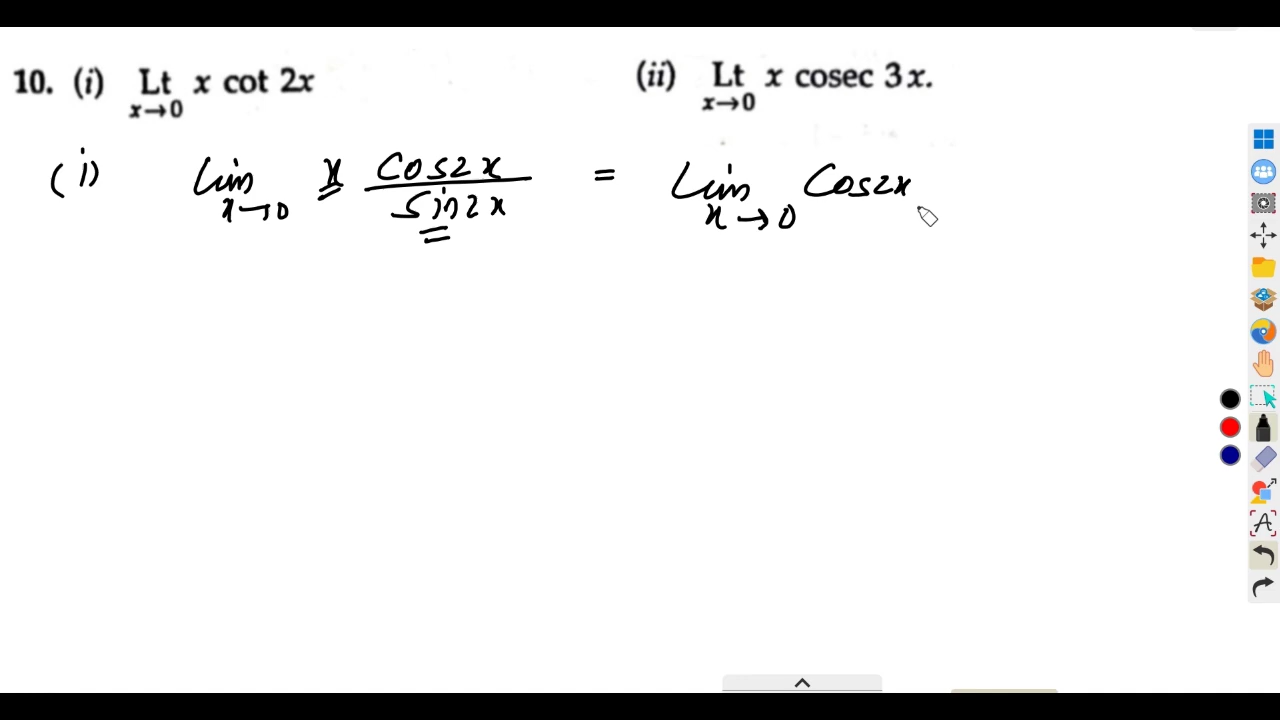 10. (i) Lt x→0 x cot 2x (ii) Lt x→0 x cosec 3x.
(i) Lim x→0 x Cos2x / Sin2x = Lim x→0 Cos2x